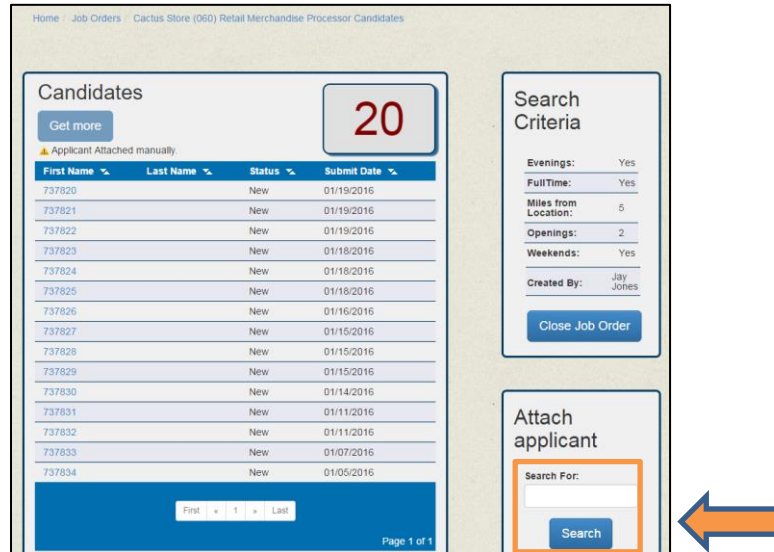 Home / Job Orders / Cactus Store (060) Retail Merchandise Processor Candidates
Candidates
20
Get more
Applicant Attached manually.
First Name Last Name Status Submit Date
737820 New 01/19/2016
737821 New 01/19/2016
737822 New 01/19/2016
737823 New 01/18/2016
737824 New 01/18/2016
737825 New 01/18/2016
737826 New 01/16/2016
737827 New 01/15/2016
737828 New 01/15/2016
737829 New 01/15/2016
737830 New 01/14/2016
737831 New 01/11/2016
737832 New 01/11/2016
737833 New 01/07/2016
737834 New 01/05/2016
First « 1 » Last
Page 1 of 1
Search
Criteria
Evenings: Yes
FullTime: Yes
Miles from
Location: 5
Openings: 2
Weekends: Yes
Created By: Jay
Jones
Close Job Order
Attach
applicant
Search For:
Search